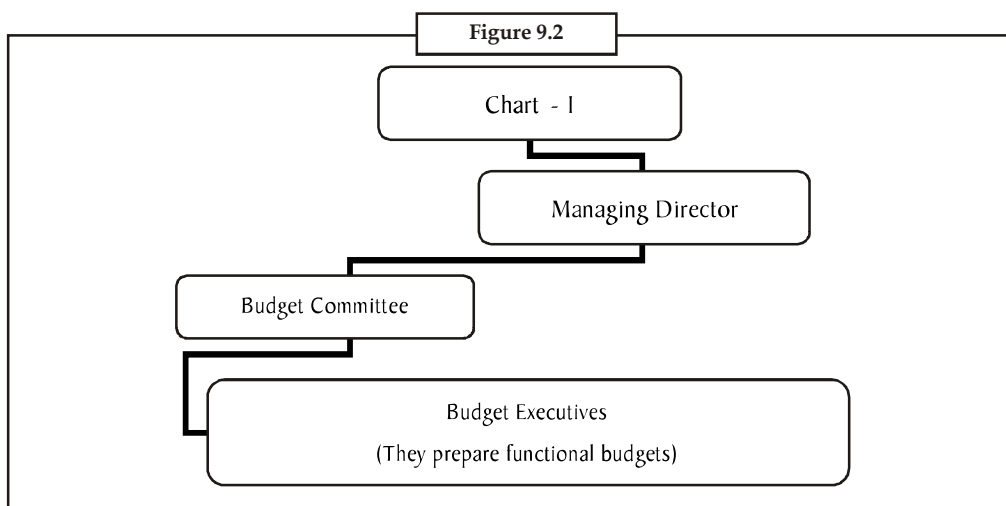 Figure 9.2
Chart - I
Managing Director
Budget Committee
Budget Executives
(They prepare functional budgets)